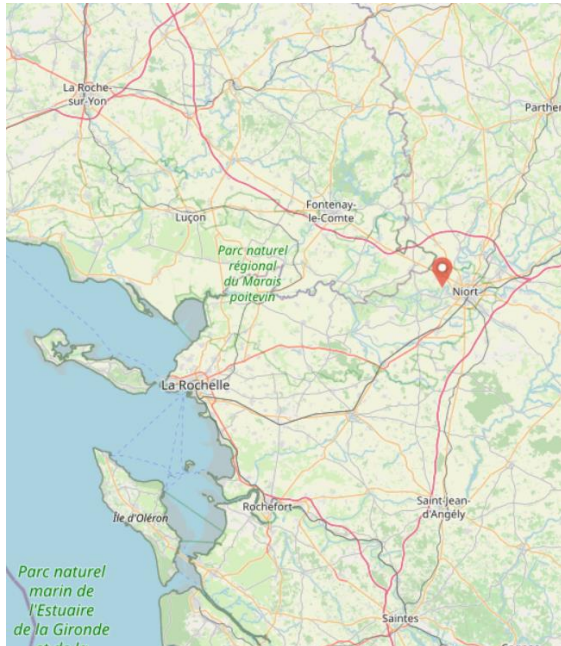 La Roche-
sur-Yon
Parthen
Fontenay-
le-Comte
Luçon
Parc naturel
régional
du Marais
poitevin
Niort
La Rochelle
Île d'Oléron
Rochefort
Saint-Jean-
d'Angély
Parc naturel
marin de
l'Estuaire
de la Gironde
Saintes